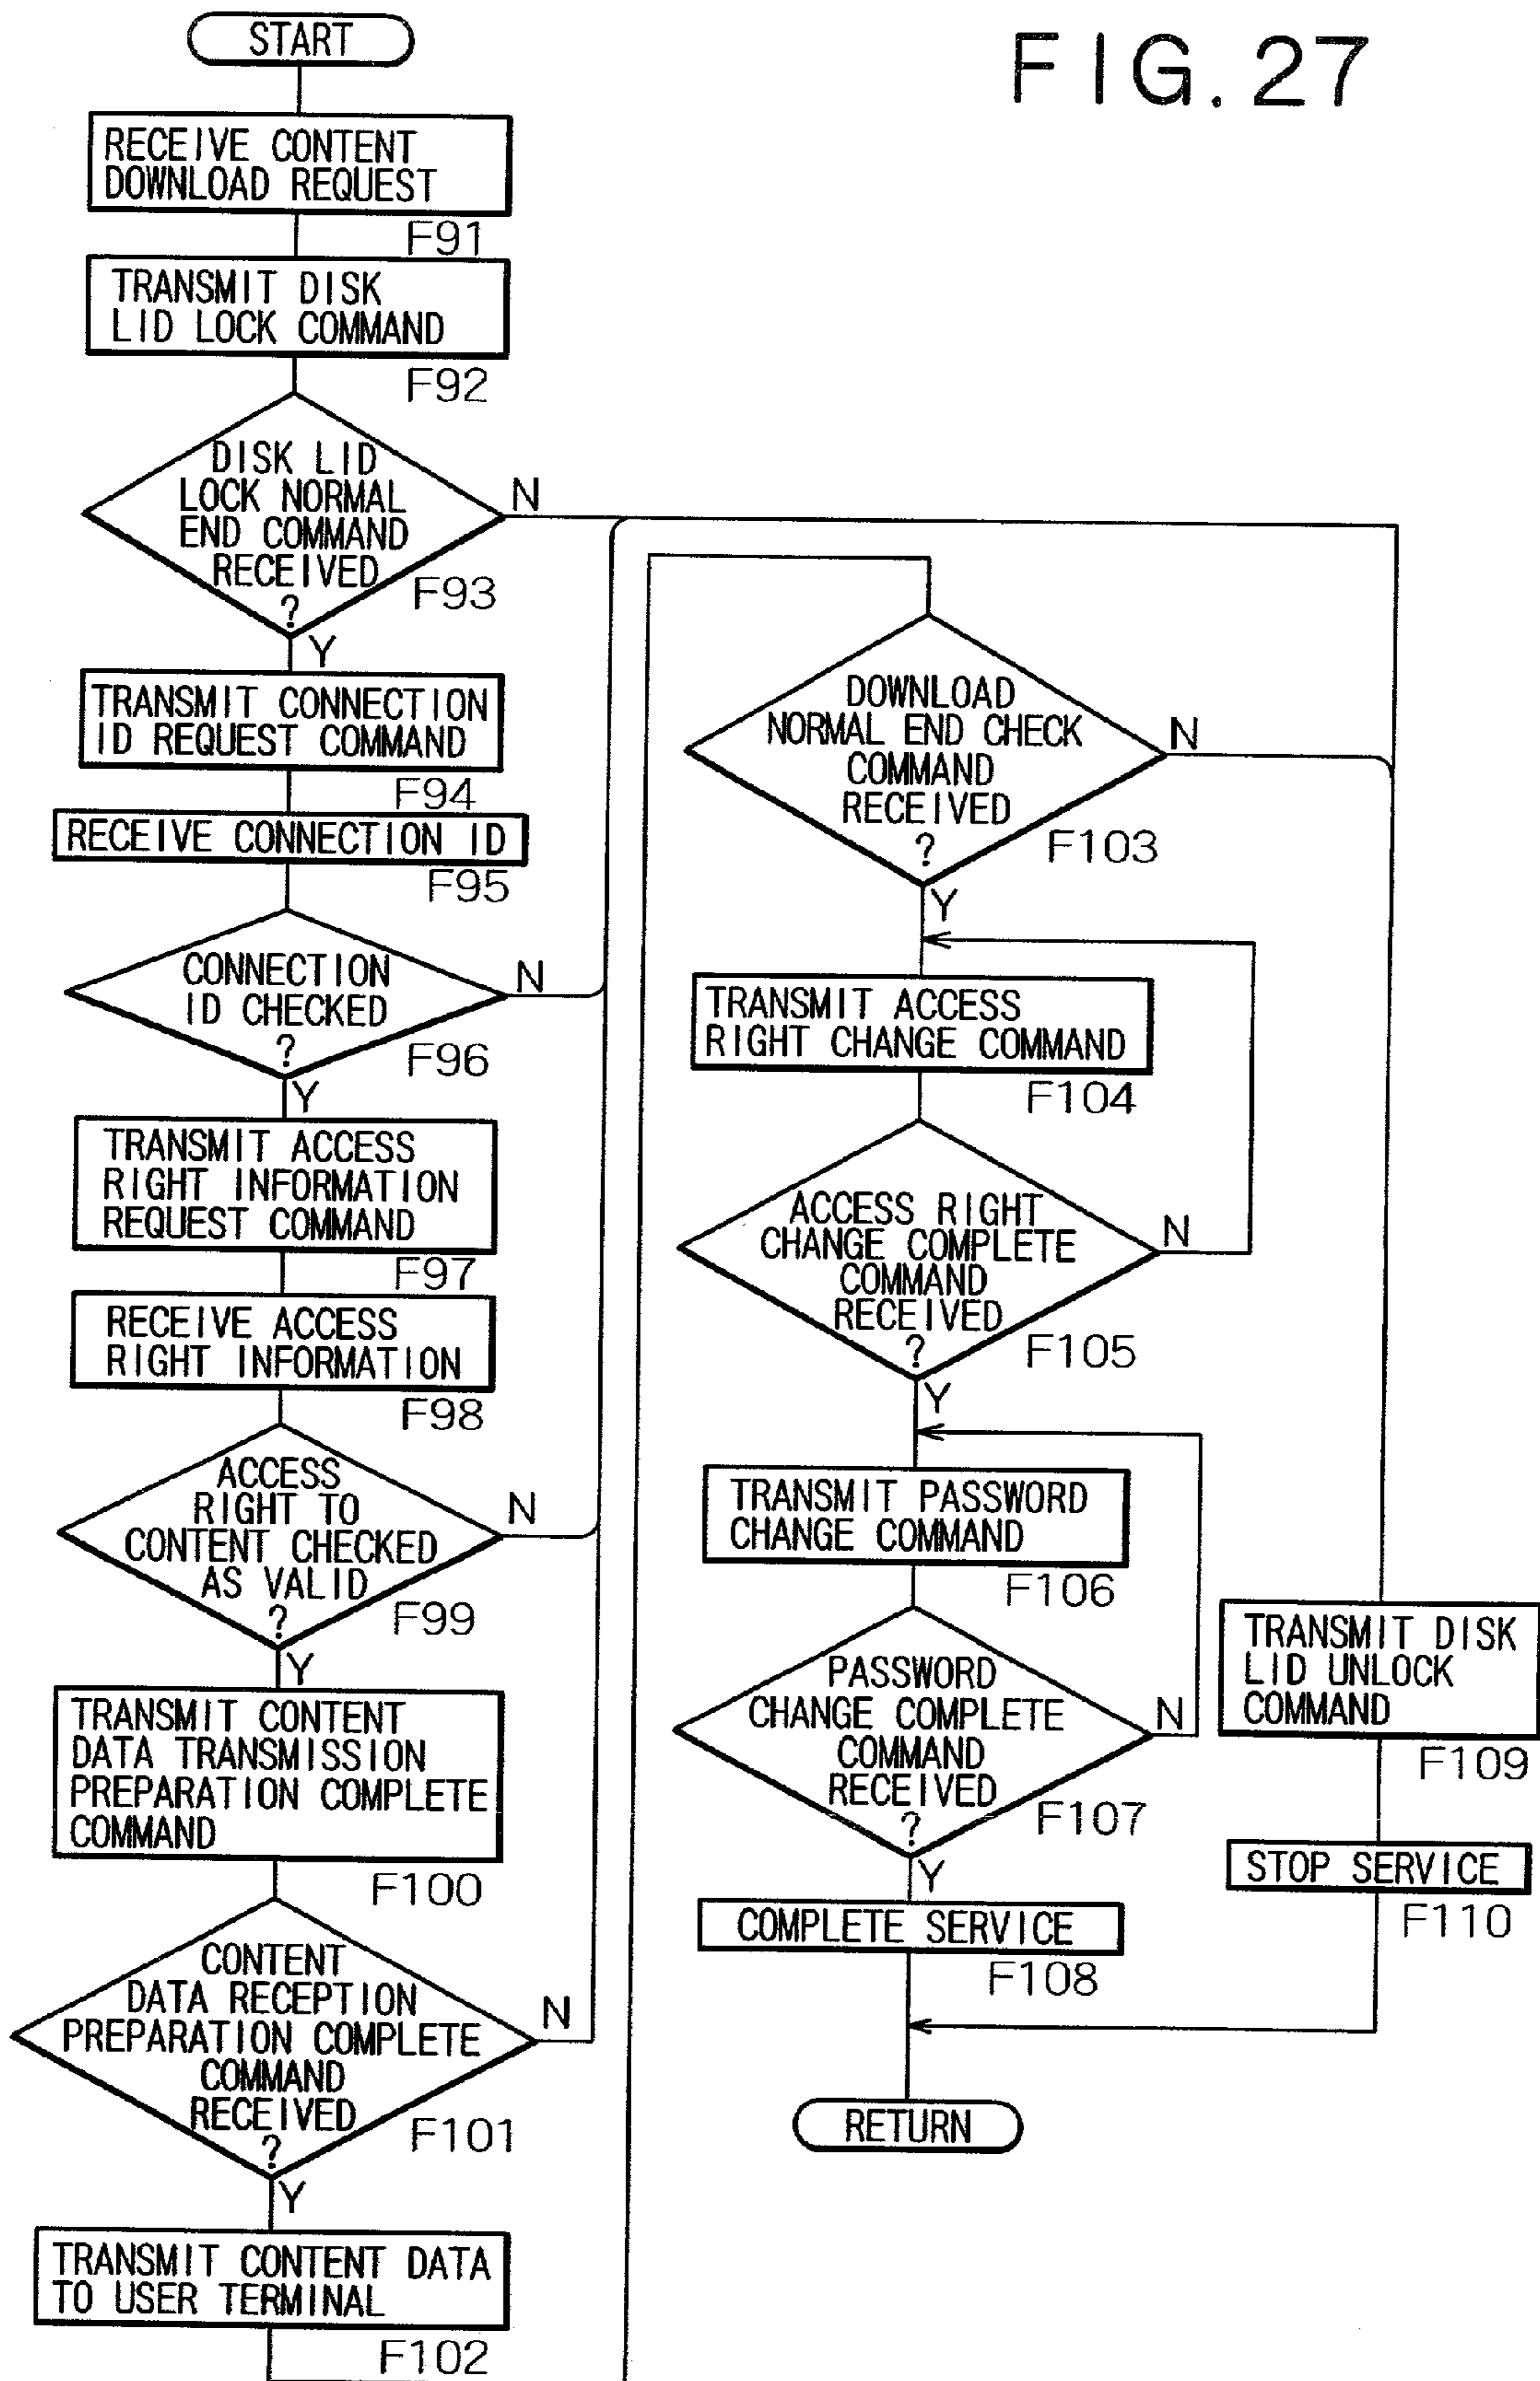 FIG. 27
START
RECEIVE CONTENT
DOWNLOAD REQUEST
F91
TRANSMIT DISK
LID LOCK COMMAND
F92
DISK LID
LOCK NORMAL
END COMMAND
RECEIVED
?
F93
N
Y
TRANSMIT CONNECTION
ID REQUEST COMMAND
F94
RECEIVE CONNECTION ID
F95
CONNECTION
ID CHECKED
?
F96
N
Y
TRANSMIT ACCESS
RIGHT INFORMATION
REQUEST COMMAND
F97
RECEIVE ACCESS
RIGHT INFORMATION
F98
ACCESS
RIGHT TO
CONTENT CHECKED
AS VALID
?
F99
N
Y
TRANSMIT CONTENT
DATA TRANSMISSION
PREPARATION COMPLETE
COMMAND
F100
CONTENT
DATA RECEPTION
PREPARATION COMPLETE
COMMAND
RECEIVED
?
F101
N
Y
TRANSMIT CONTENT DATA
TO USER TERMINAL
F102
DOWNLOAD
NORMAL END CHECK
COMMAND
RECEIVED
?
F103
N
Y
TRANSMIT ACCESS
RIGHT CHANGE COMMAND
F104
ACCESS RIGHT
CHANGE COMPLETE
COMMAND
RECEIVED
?
F105
N
Y
TRANSMIT PASSWORD
CHANGE COMMAND
F106
PASSWORD
CHANGE COMPLETE
COMMAND
RECEIVED
?
F107
N
Y
COMPLETE SERVICE
F108
TRANSMIT DISK
LID UNLOCK
COMMAND
F109
STOP SERVICE
F110
RETURN